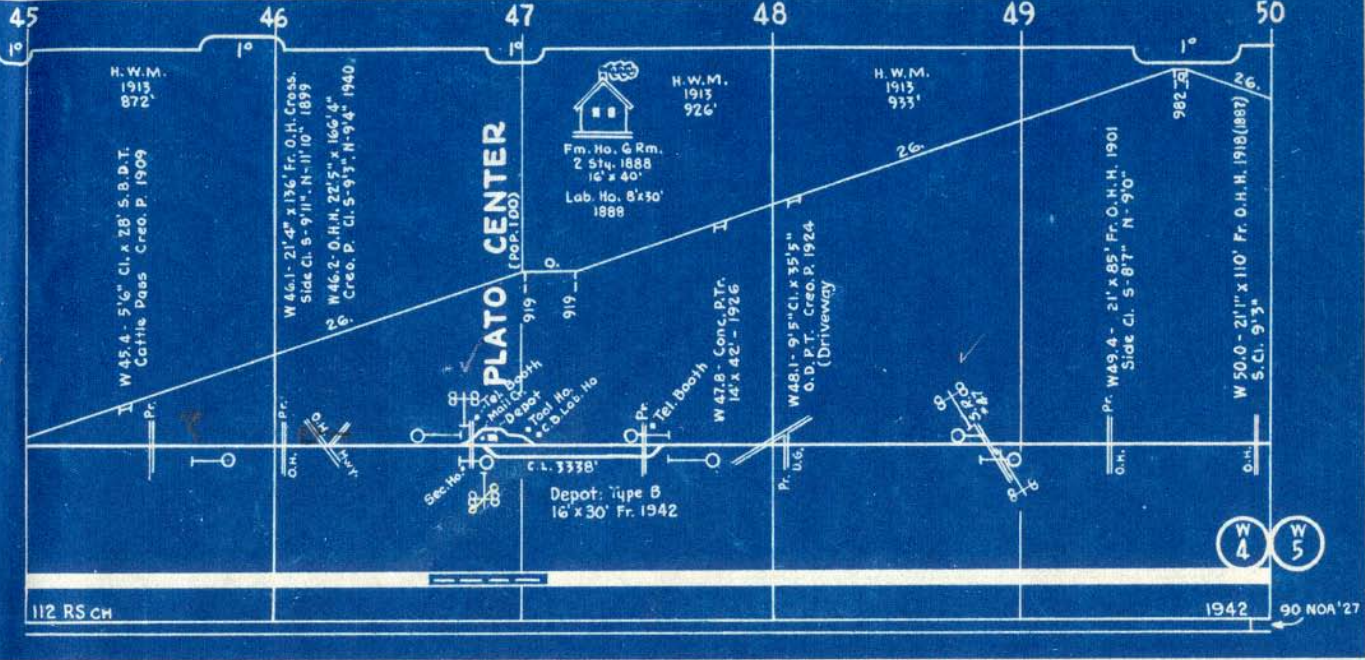 45 46 47 48 49 50
1° 1° 1° 1°
H.W.M.
1913
872'
W 45.4 - 5'6" Cl. x 28' S.B.D.T.
Cattle Pass Creo. P. 1909
W 46.1 - 21'4" x 136' Fr. O.H. Cross.
Side Cl. S-9'11". N-11'10" 1899
W 46.2 - O.H.H. 22'5" x 166'4"
Creo. P. Cl. S-9'3". N-9'4" 1940
26.
PLATO CENTER
(POP. 100)
Fm. Ho. 6 Rm.
2 Sty. 1888
16' x 40'
Lab. Ho. 8'x30'
1888
H.W.M.
1913
926'
0.
919
919
W 47.8 - Conc. P. Tr.
14' x 42' - 1926
W 48.1 - 9'5" Cl. x 35'5"
O.D.P.T. Creo. P. 1924
(Driveway
H.W.M.
1913
933'
26.
W 49.4 - 21' x 85' Fr. O.H.H. 1901
Side Cl. S-8'7" N-9'0"
982
0.
26.
W 50.0 - 21'1" x 110' Fr. O.H.H. 1918 (1887)
S. Cl. 9'3"
Pr.
Pr.
O.H.
O.H.
HWY.
Tel. Booth
Mail Cr.
Depot
Tool Ho.
C.B. Lab. Ho
Sec. Ho.
Pr.
Tel. Booth
C.L. 3338'
Depot: Type B
16' x 30' Fr. 1942
Pr. U.G.
S.R.
Pr.
O.H.
O.H.
W
4
W
5
112 RS CH
1942
90 NOA '27